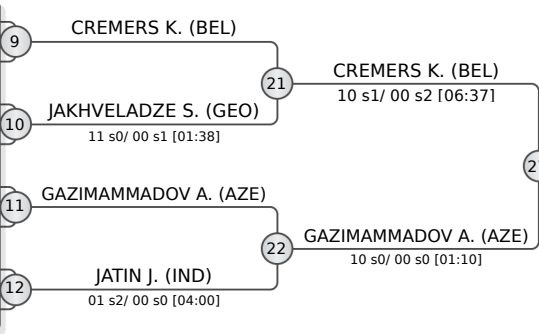 CREMERS K. (BEL)
9
21
CREMERS K. (BEL)
10 s1/ 00 s2 [06:37]
10
JAKHVELADZE S. (GEO)
11 s0/ 00 s1 [01:38]
11
GAZIMAMMADOV A. (AZE)
22
GAZIMAMMADOV A. (AZE)
10 s0/ 00 s0 [01:10]
12
JATIN J. (IND)
01 s2/ 00 s0 [04:00]